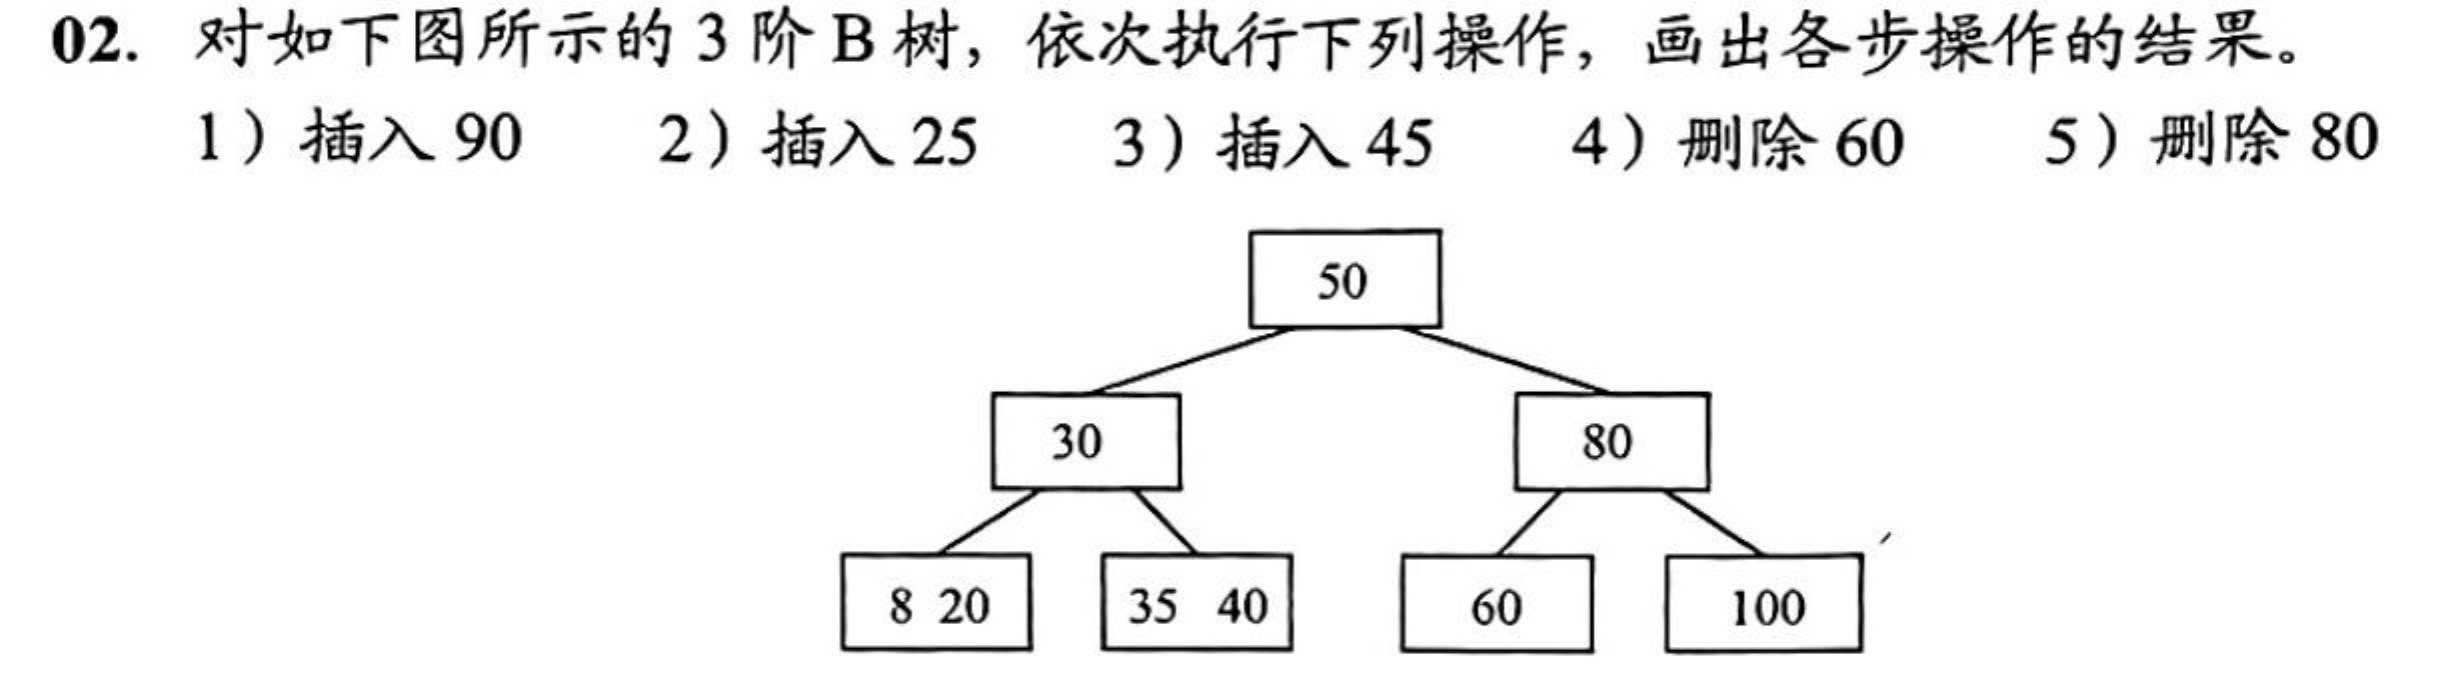 02. 对如下图所示的 3 阶 B 树，依次执行下列操作，画出各步操作的结果。
1）插入 90 2）插入 25 3）插入 45 4）删除 60 5）删除 80
50
30 80
8 20 35 40 60 100